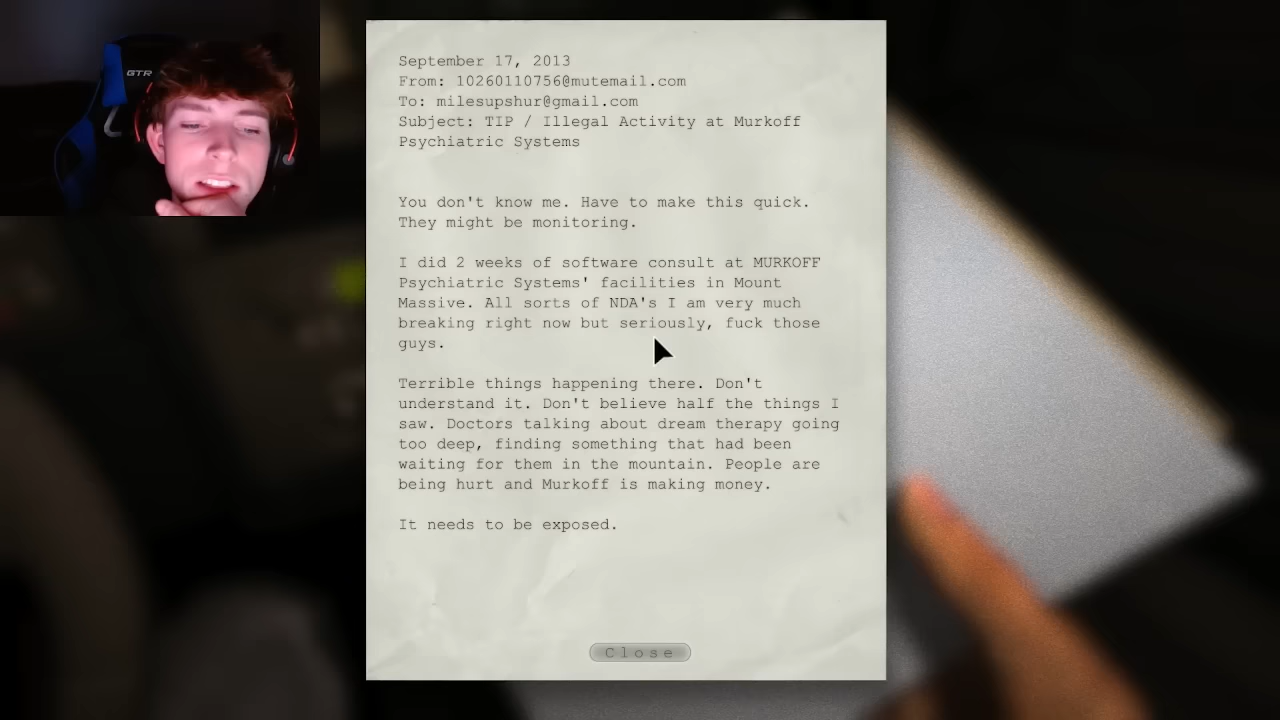 GTR
September 17, 2013
From: 10260110756@mutemail.com
To: milesupshur@gmail.com
Subject: TIP / Illegal Activity at Murkoff
Psychiatric Systems
You don't know me. Have to make this quick.
They might be monitoring.
I did 2 weeks of software consult at MURKOFF
Psychiatric Systems' facilities in Mount
Massive. All sorts of NDA's I am very much
breaking right now but seriously, fuck those
guys.
Terrible things happening there. Don't
understand it. Don't believe half the things I
saw. Doctors talking about dream therapy going
too deep, finding something that had been
waiting for them in the mountain. People are
being hurt and Murkoff is making money.
It needs to be exposed.
Close